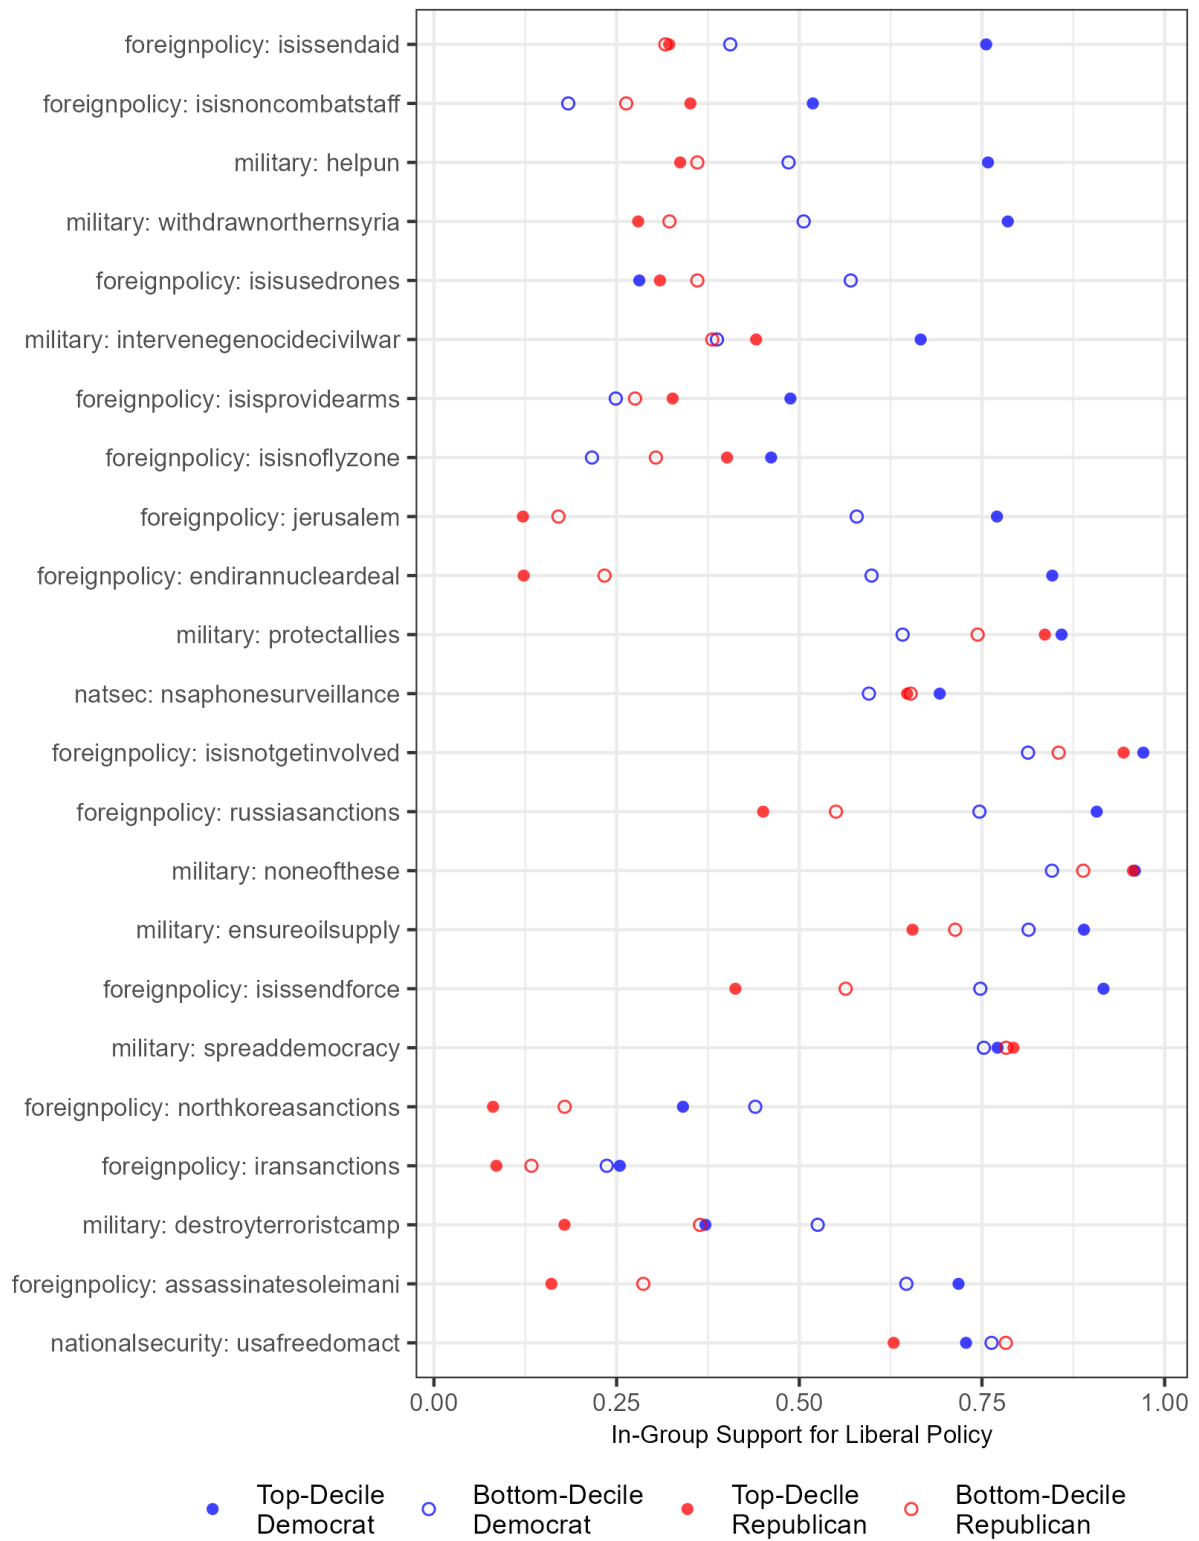 foreignpolicy: isissendaid
foreignpolicy: isisnoncombatstaff
military: helpun
military: withdrawnorthernsyria
foreignpolicy: isisusedrones
military: intervenegenocidecivilwar
foreignpolicy: isisprovidearms
foreignpolicy: isisnoflyzone
foreignpolicy: jerusalem
foreignpolicy: endirannucleardeal
military: protectallies
natsec: nsaphonesurveillance
foreignpolicy: isisnotgetinvolved
foreignpolicy: russiasanctions
military: noneofthese
military: ensureoilsupply
foreignpolicy: isissendforce
military: spreaddemocracy
foreignpolicy: northkoreasanctions
foreignpolicy: iransanctions
military: destroyterroristcamp
foreignpolicy: assassinatesoleimani
nationalsecurity: usafreedomact
0.00 0.25 0.50 0.75 1.00
In-Group Support for Liberal Policy
Top-Decile Bottom-Decile Top-Declle Bottom-Decile
Democrat Democrat Republican Republican